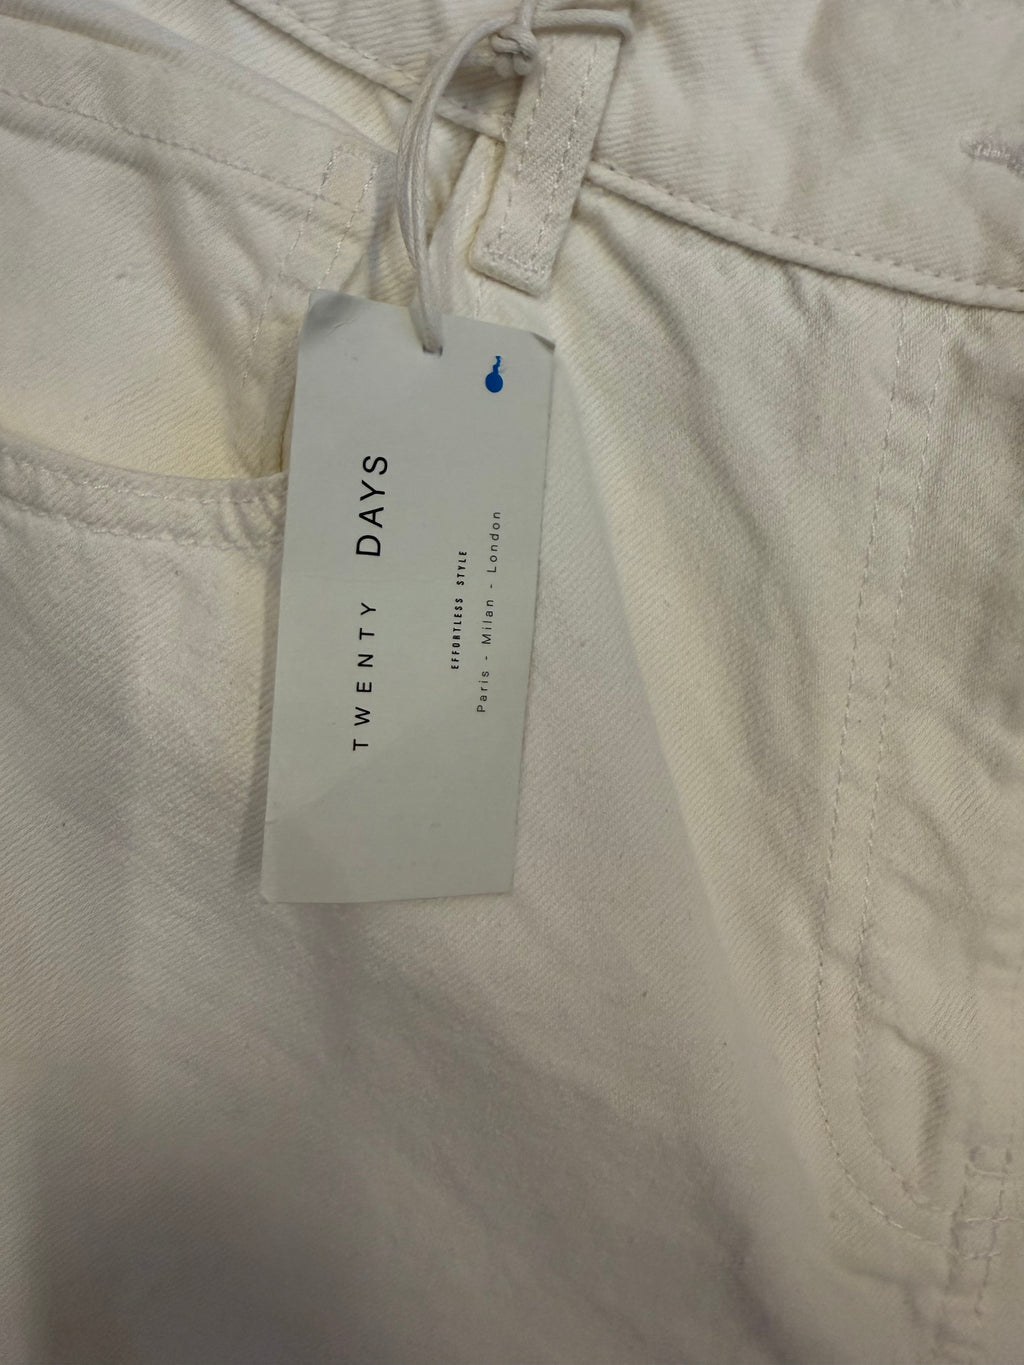 TWENTY DAYS
EFFORTLESS STYLE
Paris - Milan - London